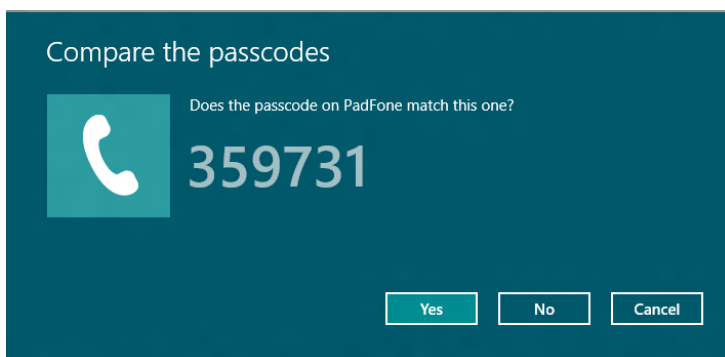 Compare the passcodes
Does the passcode on PadFone match this one?
359731
Yes No Cancel